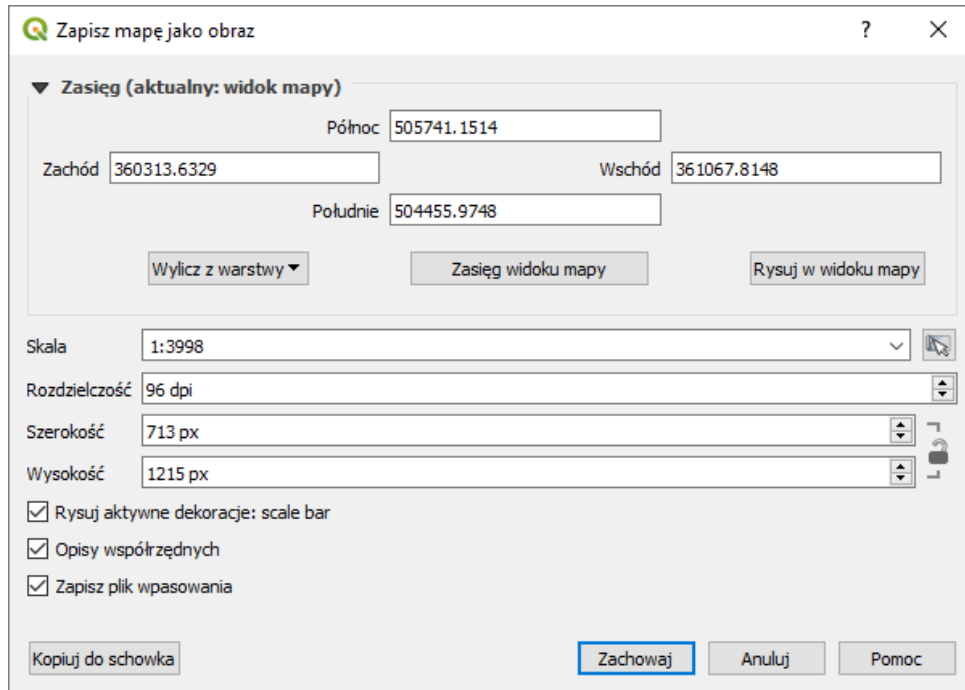 Zapisz mapę jako obraz ?
Zasięg (aktualny: widok mapy)
Północ 505741.1514
Zachód 360313.6329 Wschód 361067.8148
Południe 504455.9748
Wylicz z warstwy Zasięg widoku mapy Rysuj w widoku mapy
Skala 1:3998
Rozdzielczość 96 dpi
Szerokość 713 px
Wysokość 1215 px
Rysuj aktywne dekoracje: scale bar
Opisy współrzędnych
Zapisz plik wpasowania
Kopiuj do schowka Zachowaj Anuluj Pomoc